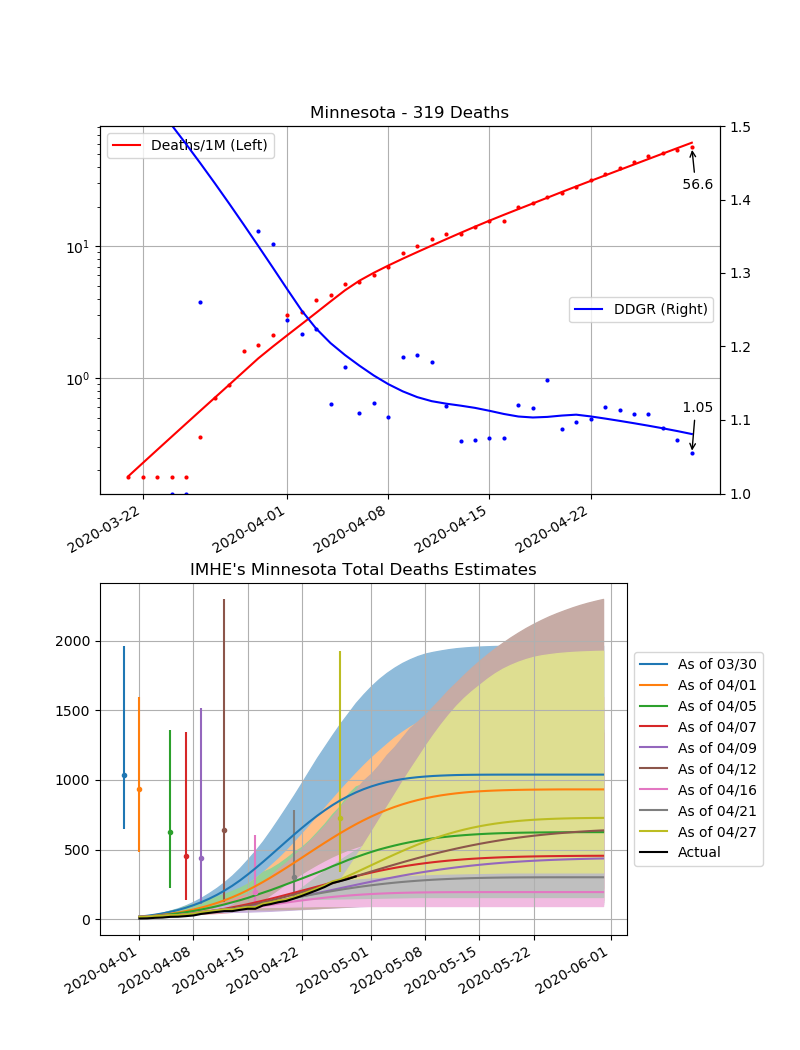 Minnesota - 319 Deaths
Deaths/1M (Left)
DDGR (Right)
56.6
1.05
10¹
10⁰
1.5
1.4
1.3
1.2
1.1
1.0
2020-03-22
2020-04-01
2020-04-08
2020-04-15
2020-04-22
IMHE's Minnesota Total Deaths Estimates
2000
1500
1000
500
0
2020-04-01
2020-04-08
2020-04-15
2020-04-22
2020-05-01
2020-05-08
2020-05-15
2020-05-22
2020-06-01
As of 03/30
As of 04/01
As of 04/05
As of 04/07
As of 04/09
As of 04/12
As of 04/16
As of 04/21
As of 04/27
Actual